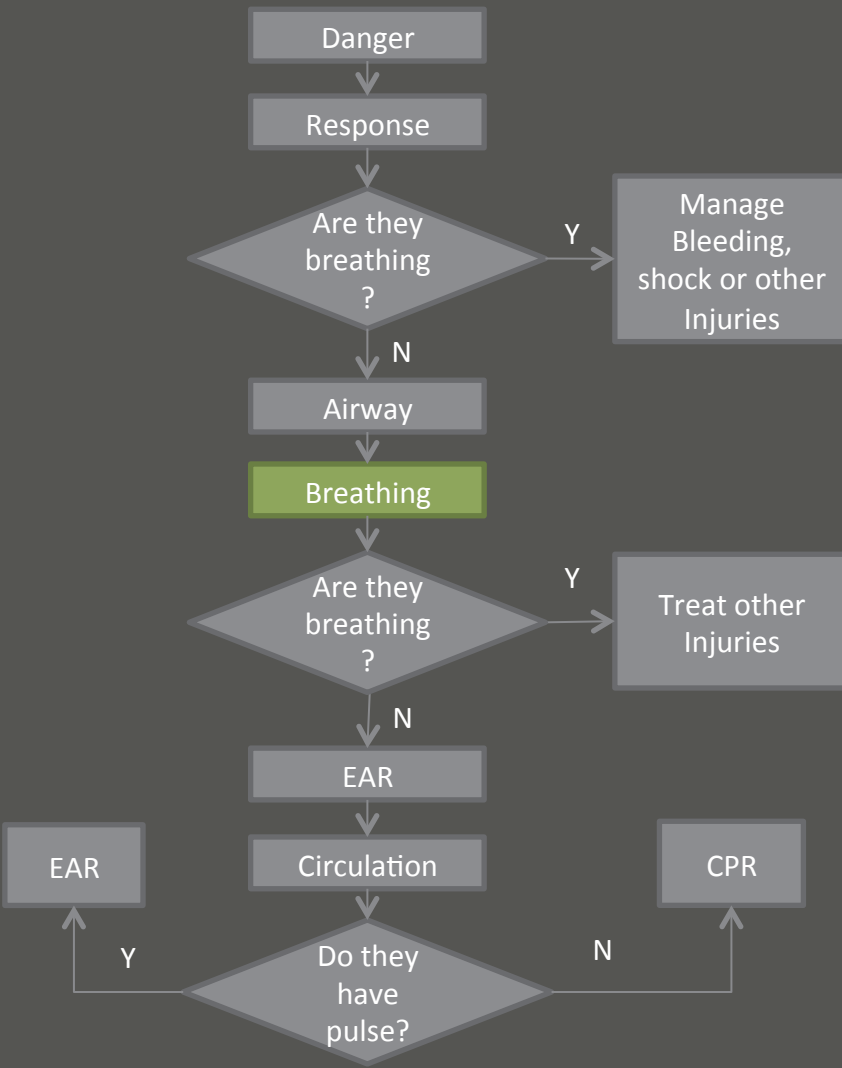 Danger
Response
Are they
breathing
?
Y
Manage
Bleeding,
shock or other
Injuries
N
Airway
Breathing
Are they
breathing
?
Y
Treat other
Injuries
N
EAR
EAR
Circulation
CPR
Y
Do they
have
pulse?
N